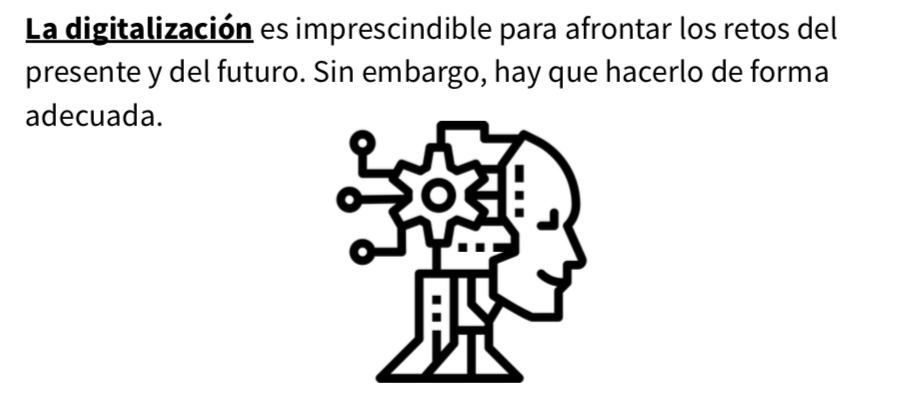 La digitalización es imprescindible para afrontar los retos del
presente y del futuro. Sin embargo, hay que hacerlo de forma
adecuada.